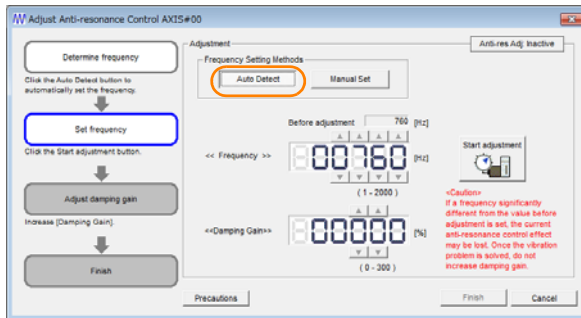 Adjust Anti-resonance Control AXIS#00
Determine frequency
Click the Auto Detect button to
automatically set the frequency.
Set frequency
Click the Start adjustment button.
Adjust damping gain
Increase [Damping Gain].
Finish
Adjustment
Anti-res Adj: Inactive
Frequency Setting Methods
Auto Detect
Manual Set
Before adjustment 760 [Hz]
<< Frequency >> 00760 [Hz]
( 1 - 2000 )
<<Damping Gain>> 00000 [%]
( 0 - 300 )
Start adjustment
<Caution>
If a frequency significantly
different from the value before
adjustment is set, the current
anti-resonance control effect
may be lost. Once the vibration
problem is solved, do not
increase damping gain.
Precautions
Finish
Cancel